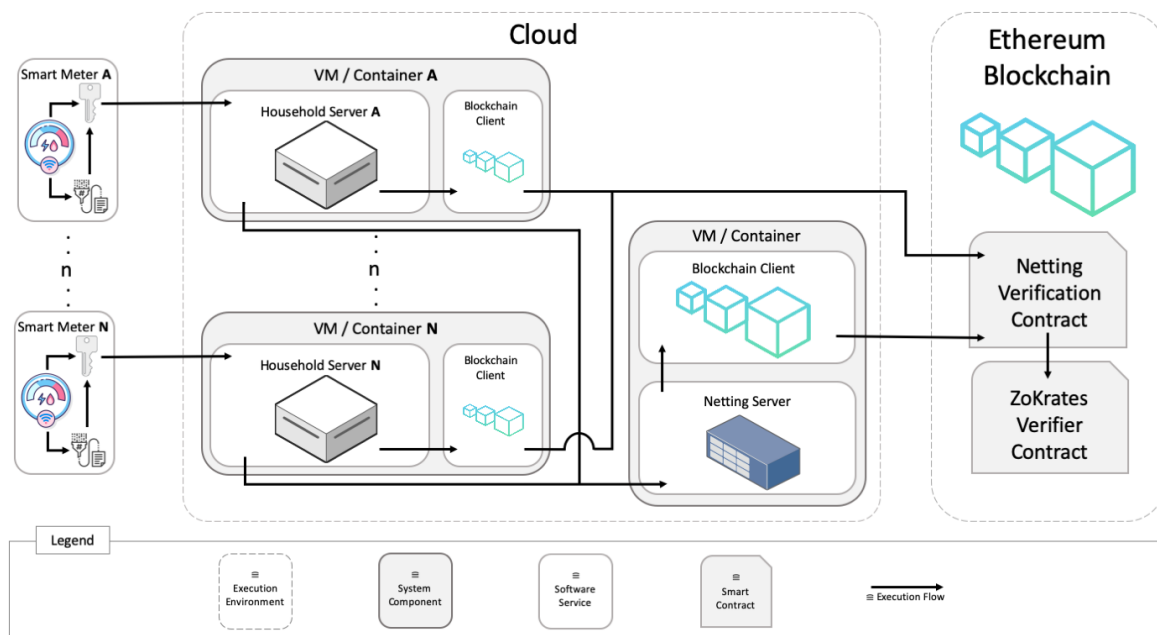 Cloud
Ethereum
Blockchain
Smart Meter A
VM / Container A
Household Server A
Blockchain
Client
n
n
VM / Container
Blockchain Client
Netting
Verification
Contract
Smart Meter N
VM / Container N
Household Server N
Blockchain
Client
Netting Server
ZoKrates
Verifier
Contract
Legend
≘
Execution
Environment
≘
System
Component
≘
Software
Service
≘
Smart
Contract
≘ Execution Flow